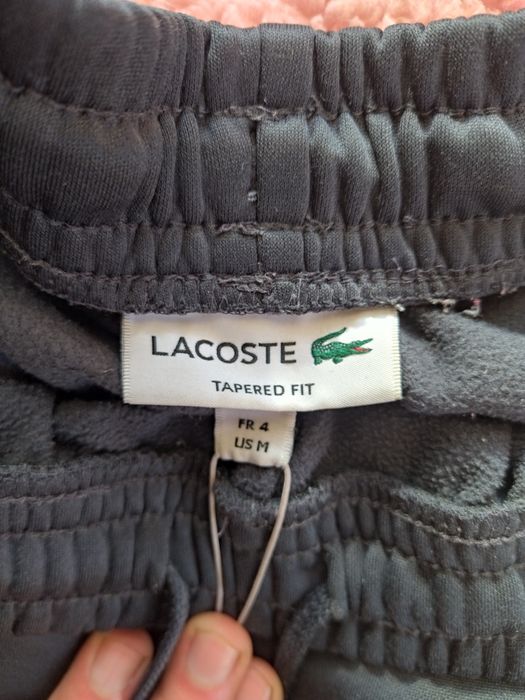 LACOSTE
TAPERED FIT
FR 4
US M